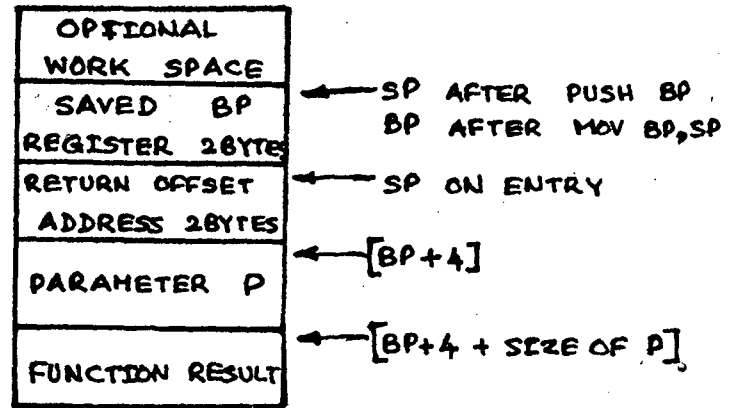 OPTIONAL
WORK SPACE
SAVED BP
REGISTER 2BYTES
RETURN OFFSET
ADDRESS 2BYTES
PARAMETER P
FUNCTION RESULT
SP AFTER PUSH BP
BP AFTER MOV BP,SP
SP ON ENTRY
[BP+4]
[BP+4 + SIZE OF P]